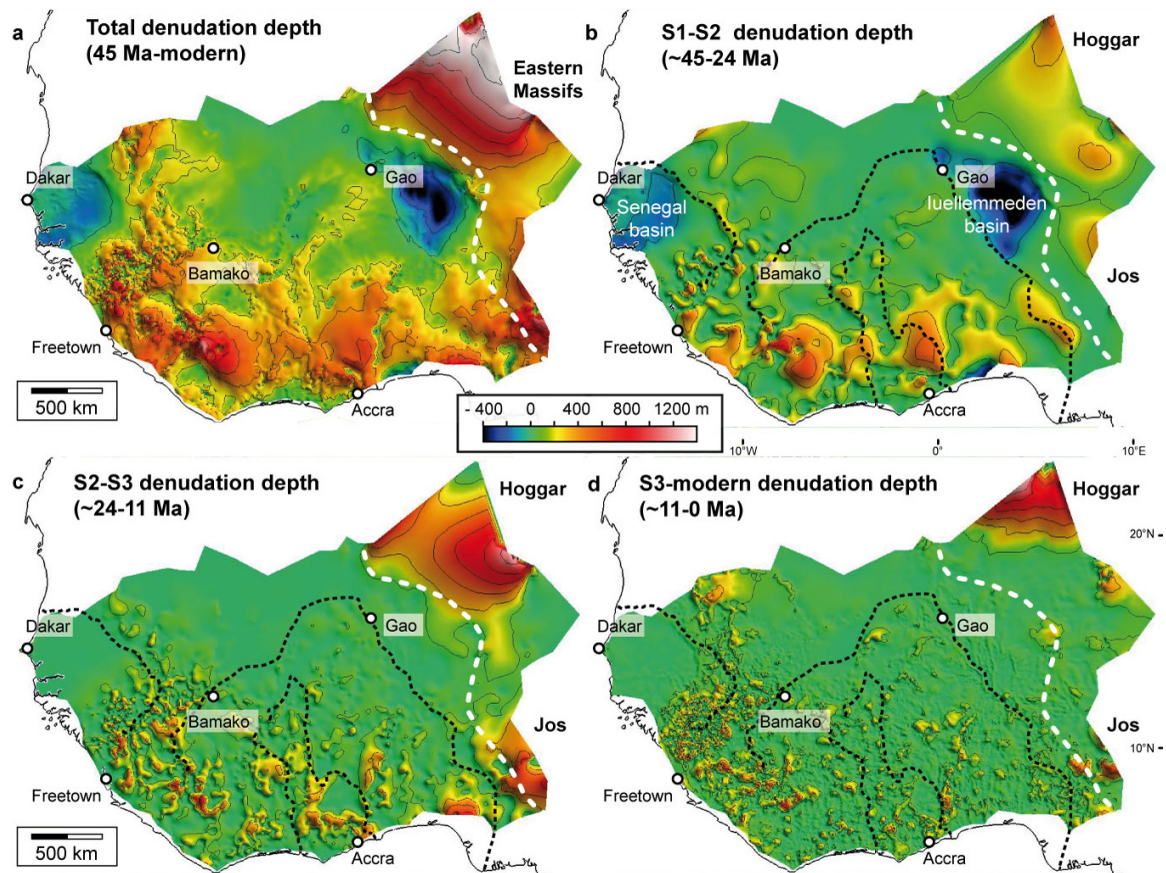 a
Total denudation depth
(45 Ma-modern)
Eastern
Massifs
Dakar
Gao
Bamako
Freetown
Accra
500 km
b
S1-S2 denudation depth
(~45-24 Ma)
Hoggar
Dakar
Senegal
basin
Gao
Iuellemmeden
basin
Bamako
Jos
Freetown
Accra
- 400 0 400 800 1200 m
10°W 0° 10°E
c
S2-S3 denudation depth
(~24-11 Ma)
Hoggar
Dakar
Gao
Bamako
Jos
Freetown
Accra
500 km
d
S3-modern denudation depth
(~11-0 Ma)
Hoggar
20°N
Dakar
Gao
Bamako
Jos
10°N
Freetown
Accra